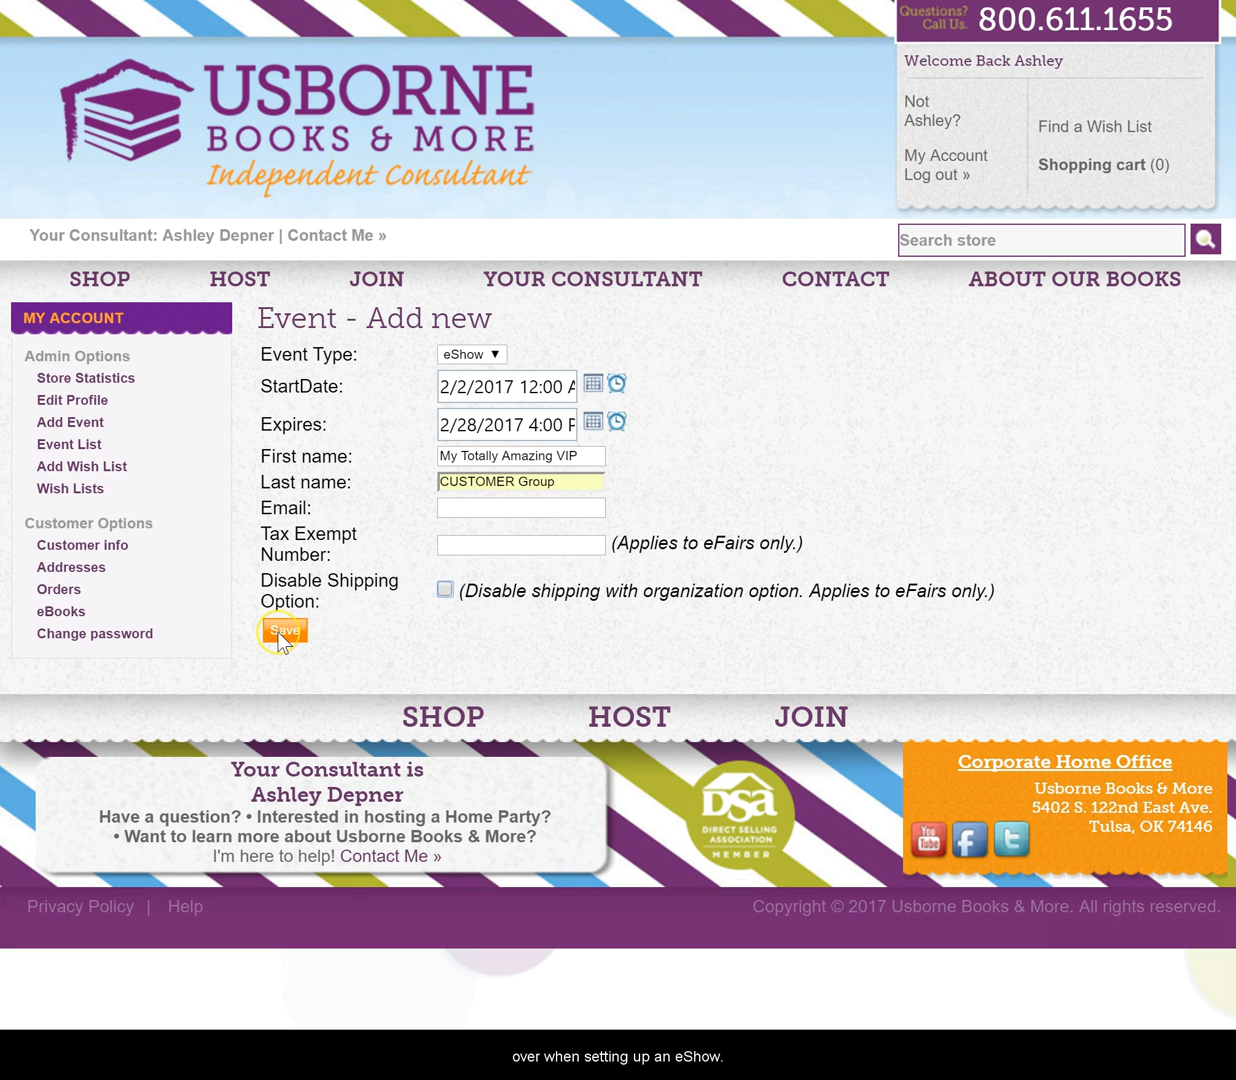 Questions?
Call Us.
800.611.1655
Welcome Back Ashley
Not
Ashley?
My Account
Log out »
Find a Wish List
Shopping cart (0)
USBORNE
BOOKS & MORE
Independent Consultant
Your Consultant: Ashley Depner | Contact Me »
Search store
SHOP HOST JOIN YOUR CONSULTANT CONTACT ABOUT OUR BOOKS
MY ACCOUNT
Admin Options
Store Statistics
Edit Profile
Add Event
Event List
Add Wish List
Wish Lists
Customer Options
Customer info
Addresses
Orders
eBooks
Change password
Event - Add new
Event Type: eShow
StartDate: 2/2/2017 12:00 A
Expires: 2/28/2017 4:00 P
First name: My Totally Amazing VIP
Last name: CUSTOMER Group
Email:
Tax Exempt
Number: (Applies to eFairs only.)
Disable Shipping
Option: (Disable shipping with organization option. Applies to eFairs only.)
Save
SHOP HOST JOIN
Your Consultant is
Ashley Depner
Have a question? • Interested in hosting a Home Party?
• Want to learn more about Usborne Books & More?
I'm here to help! Contact Me »
DSA
DIRECT SELLING
ASSOCIATION
MEMBER
Corporate Home Office
Usborne Books & More
5402 S. 122nd East Ave.
Tulsa, OK 74146
You
Tube
f
t
Privacy Policy | Help
Copyright © 2017 Usborne Books & More. All rights reserved.
over when setting up an eShow.